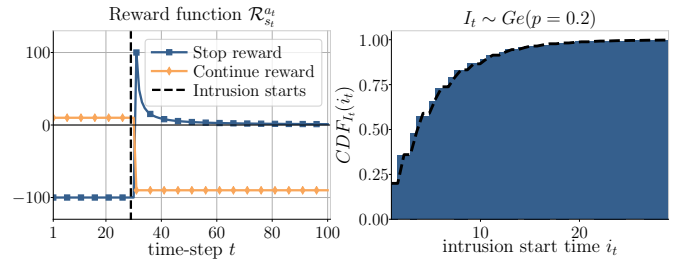 Reward function $\mathcal{R}^{a_t}_{s_t}$
100
0
−100
Stop reward
Continue reward
Intrusion starts
1 20 40 60 80 100
time-step $t$
$I_t \sim Ge(p = 0.2)$
$CDF_{I_t}(i_t)$
1.00
0.75
0.50
0.25
0.00
10 20
intrusion start time $i_t$